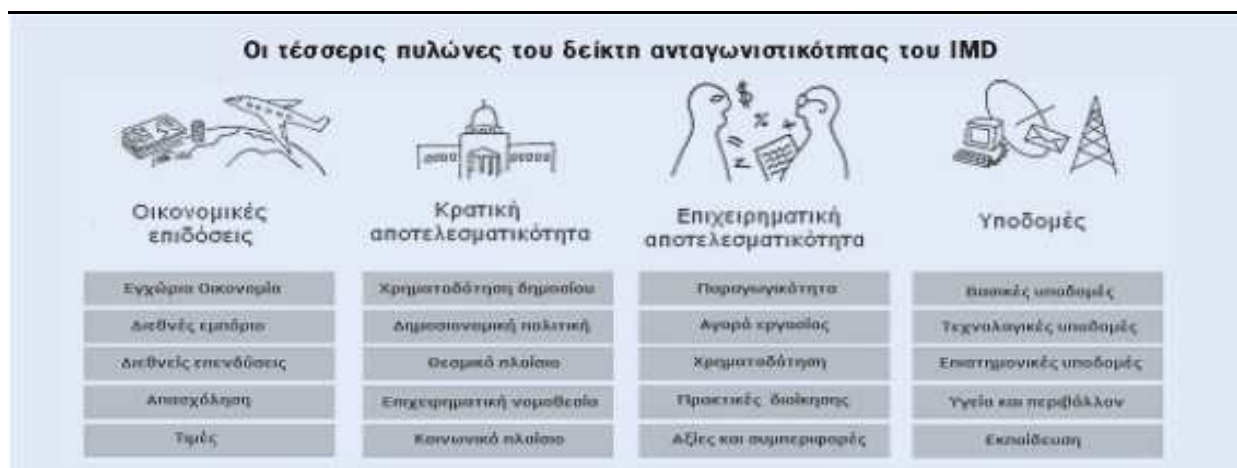 Οι τέσσερις πυλώνες του δείκτη ανταγωνιστικότητας του IMD
$
%
+
=
Οικονομικές
επιδόσεις
Κρατική
αποτελεσματικότητα
Επιχειρηματική
αποτελεσματικότητα
Υποδομές
Εγχώρια Οικονομία
Διεθνές εμπόριο
Διεθνείς επενδύσεις
Απασχόληση
Τιμές
Χρηματοδότηση δημοσίου
Δημοσιονομική πολιτική
Θεσμικό πλαίσιο
Επιχειρηματική νομοθεσία
Κοινωνικό πλαίσιο
Παραγωγικότητα
Αγορά εργασίας
Χρηματοδότηση
Πρακτικές διοίκησης
Αξίες και συμπεριφορές
Βασικές υποδομές
Τεχνολογικές υποδομές
Επιστημονικές υποδομές
Υγεία και περιβάλλον
Εκπαίδευση